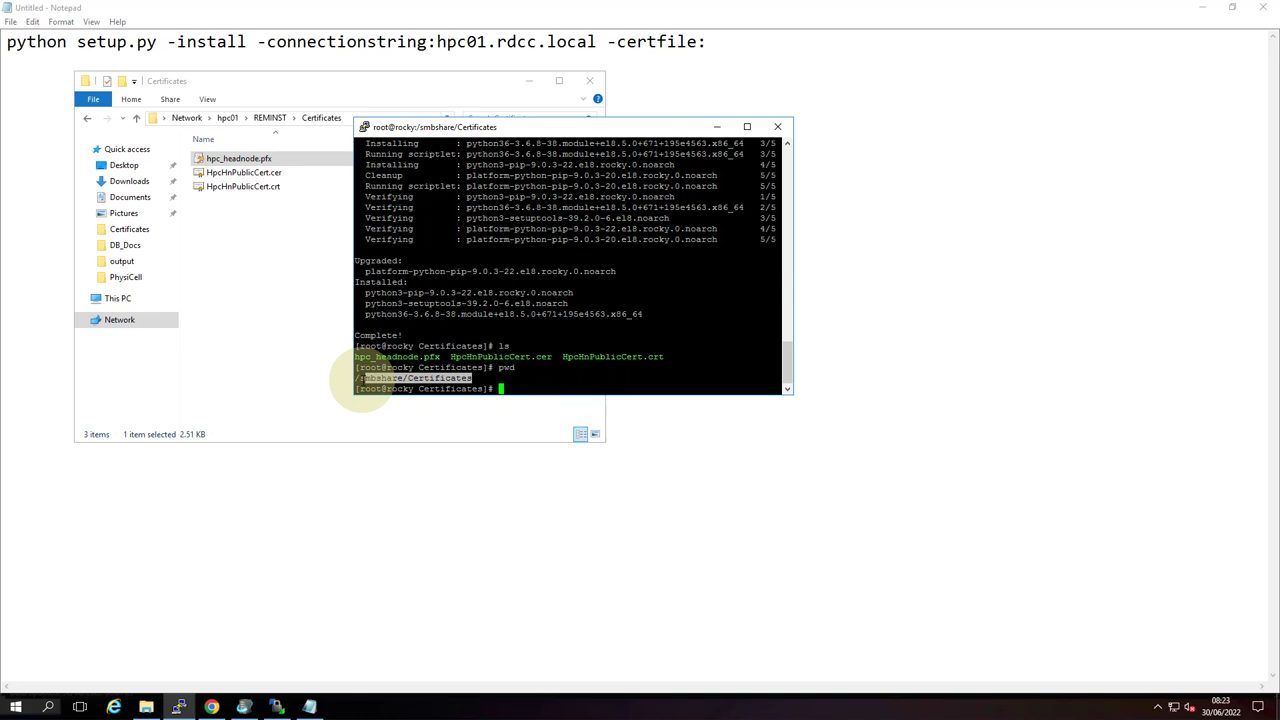 Untitled - Notepad
File Edit Format View Help
python setup.py -install -connectionstring:hpc01.rdcc.local -certfile:
Certificates
File Home Share View
Network hpc01 REMINST Certificates
Name
Quick access
Desktop
Downloads
Documents
Pictures
Certificates
DB_Docs
output
PhysiCell
This PC
Network
hpc_headnode.pfx
HpcHnPublicCert.cer
HpcHnPublicCert.crt
3 items 1 item selected 2.51 KB
root@rocky:/smbshare/Certificates
Installing : python36-3.6.8-38.module+el8.5.0+671+195e4563.x86_64 3/5
Running scriptlet: python36-3.6.8-38.module+el8.5.0+671+195e4563.x86_64 3/5
Installing : python3-pip-9.0.3-22.el8.rocky.0.noarch 4/5
Cleanup : platform-python-pip-9.0.3-20.el8.rocky.0.noarch 5/5
Running scriptlet: platform-python-pip-9.0.3-20.el8.rocky.0.noarch 5/5
Verifying : python3-pip-9.0.3-22.el8.rocky.0.noarch 1/5
Verifying : python36-3.6.8-38.module+el8.5.0+671+195e4563.x86_64 2/5
Verifying : python3-setuptools-39.2.0-6.el8.noarch 3/5
Verifying : platform-python-pip-9.0.3-22.el8.rocky.0.noarch 4/5
Verifying : platform-python-pip-9.0.3-20.el8.rocky.0.noarch 5/5
Upgraded:
platform-python-pip-9.0.3-22.el8.rocky.0.noarch
Installed:
python3-pip-9.0.3-22.el8.rocky.0.noarch
python3-setuptools-39.2.0-6.el8.noarch
python36-3.6.8-38.module+el8.5.0+671+195e4563.x86_64
Complete!
[root@rocky Certificates]# ls
hpc_headnode.pfx HpcHnPublicCert.cer HpcHnPublicCert.crt
[root@rocky Certificates]# pwd
/smbshare/Certificates
[root@rocky Certificates]#
08:23
30/06/2022